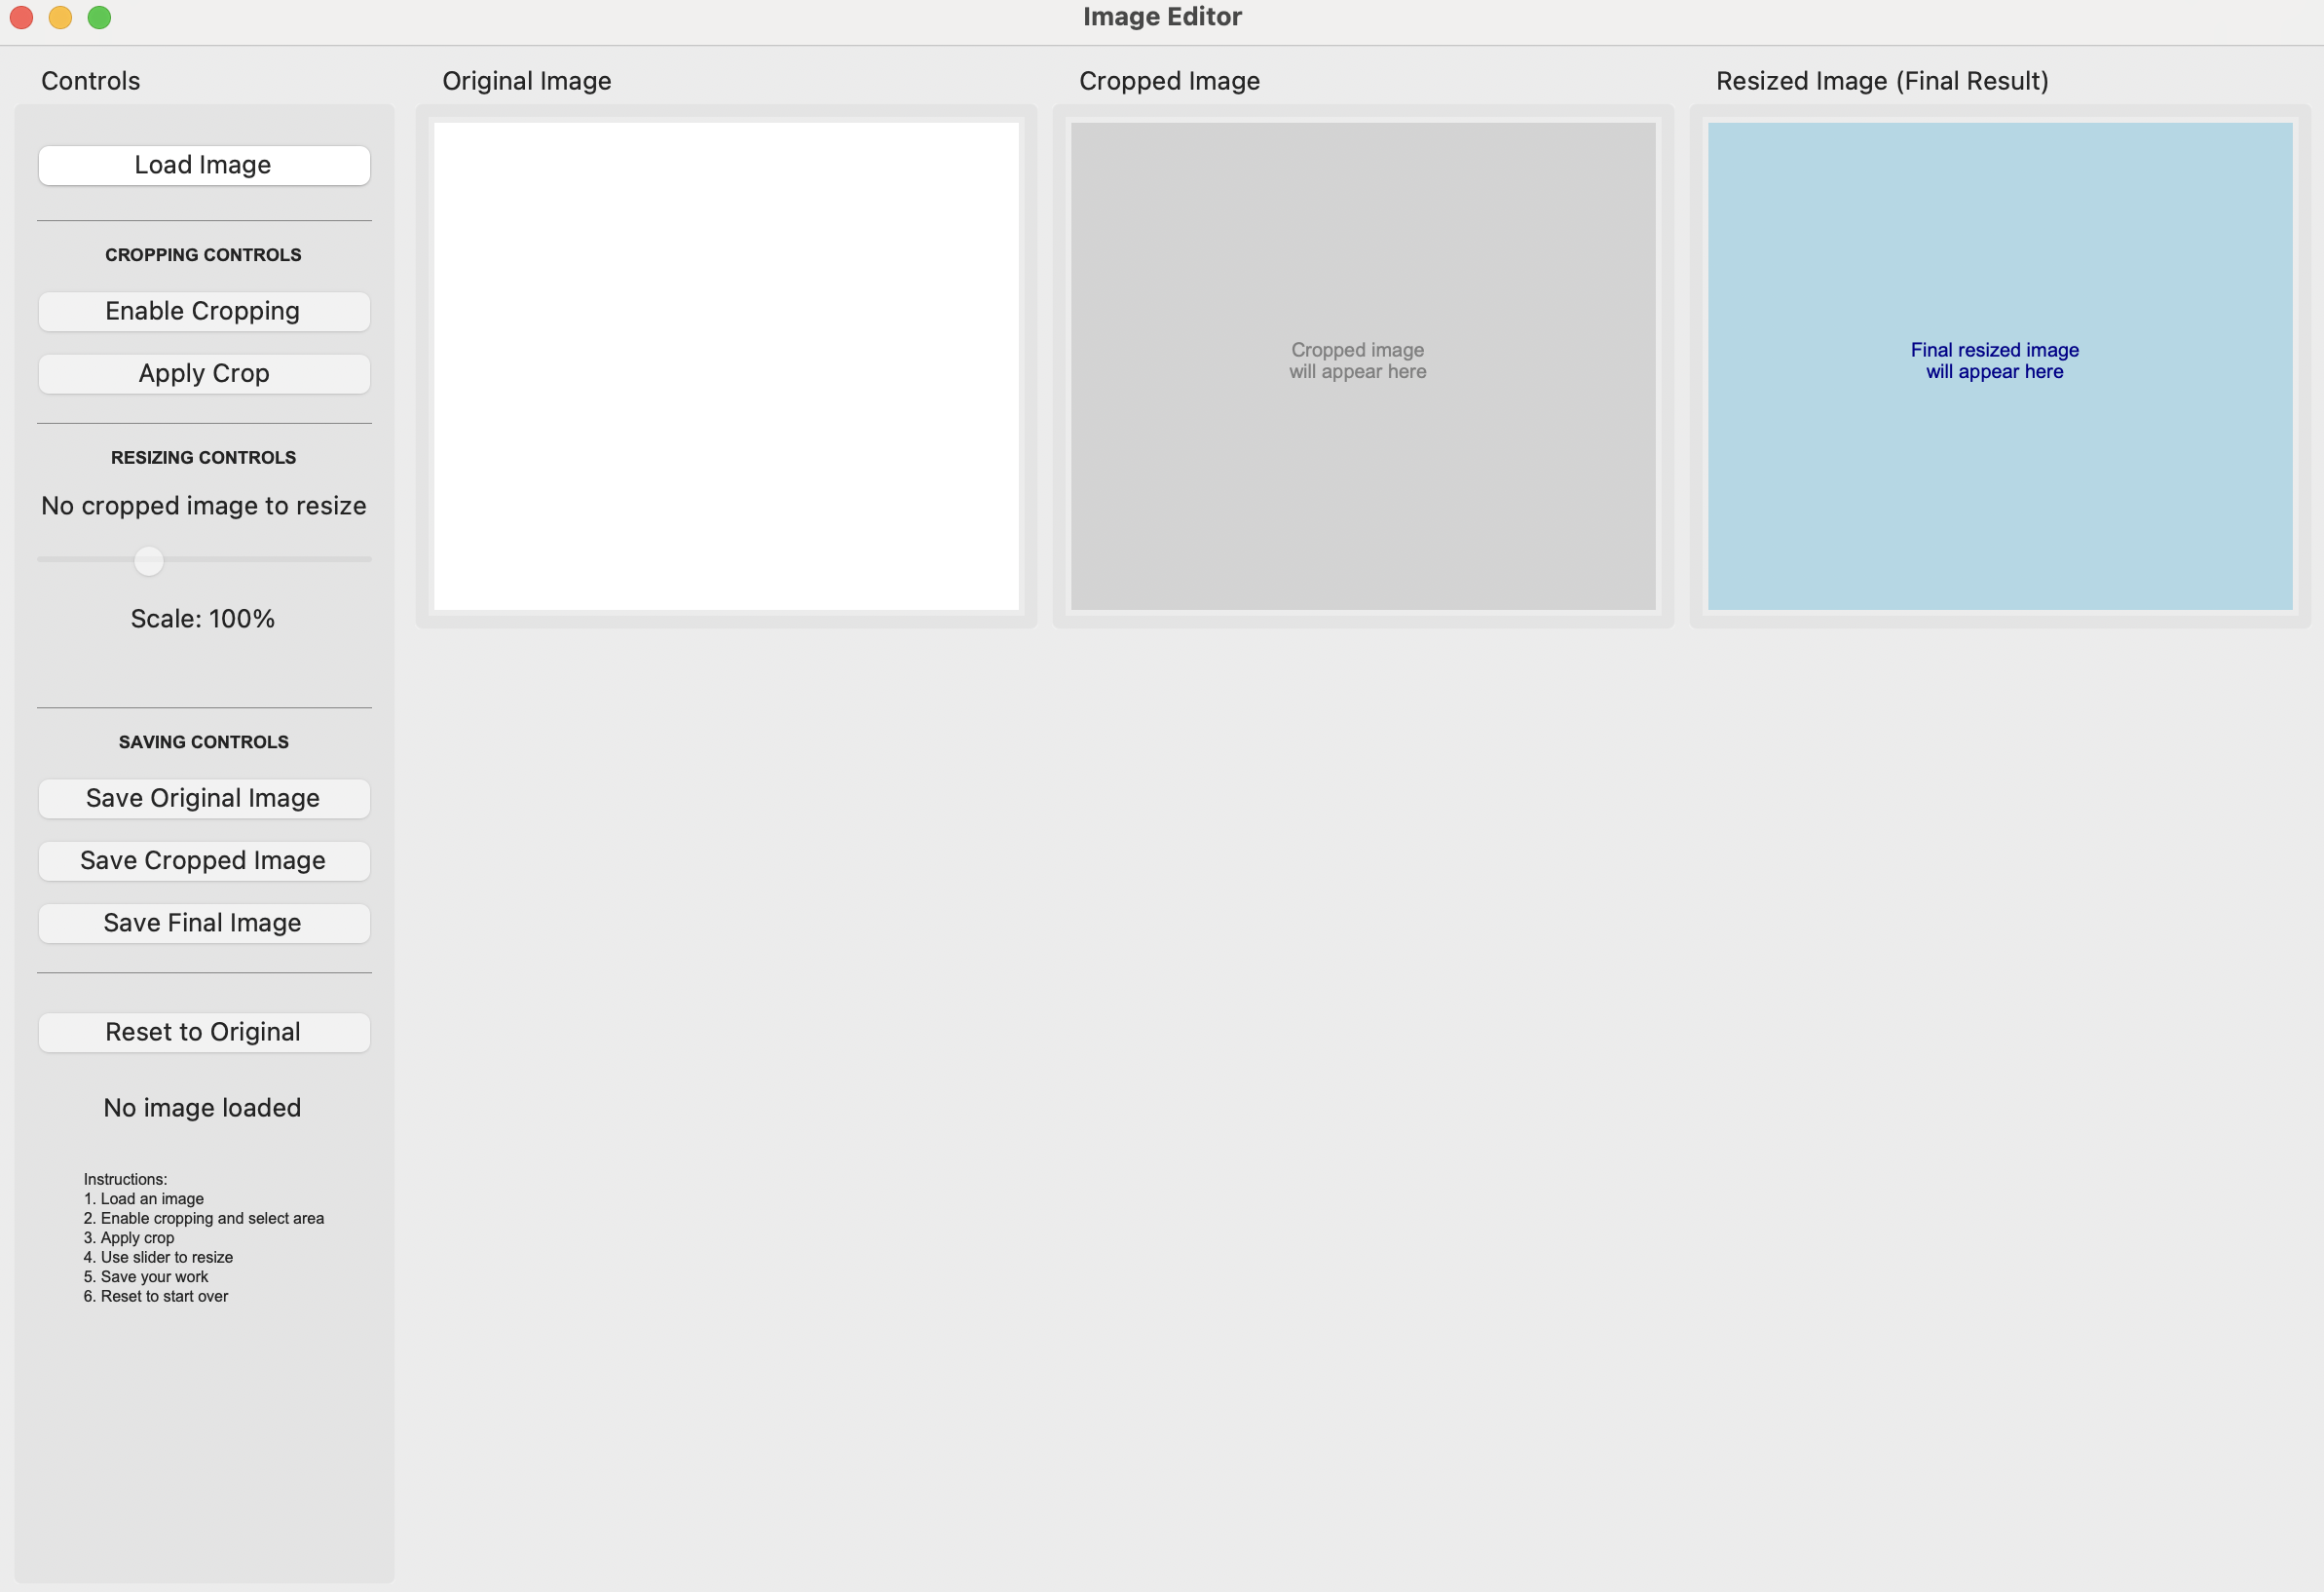 Image Editor
Controls
Load Image
CROPPING CONTROLS
Enable Cropping
Apply Crop
RESIZING CONTROLS
No cropped image to resize
Scale: 100%
SAVING CONTROLS
Save Original Image
Save Cropped Image
Save Final Image
Reset to Original
No image loaded
Instructions:
1. Load an image
2. Enable cropping and select area
3. Apply crop
4. Use slider to resize
5. Save your work
6. Reset to start over
Original Image
Cropped Image
Cropped image
will appear here
Resized Image (Final Result)
Final resized image
will appear here